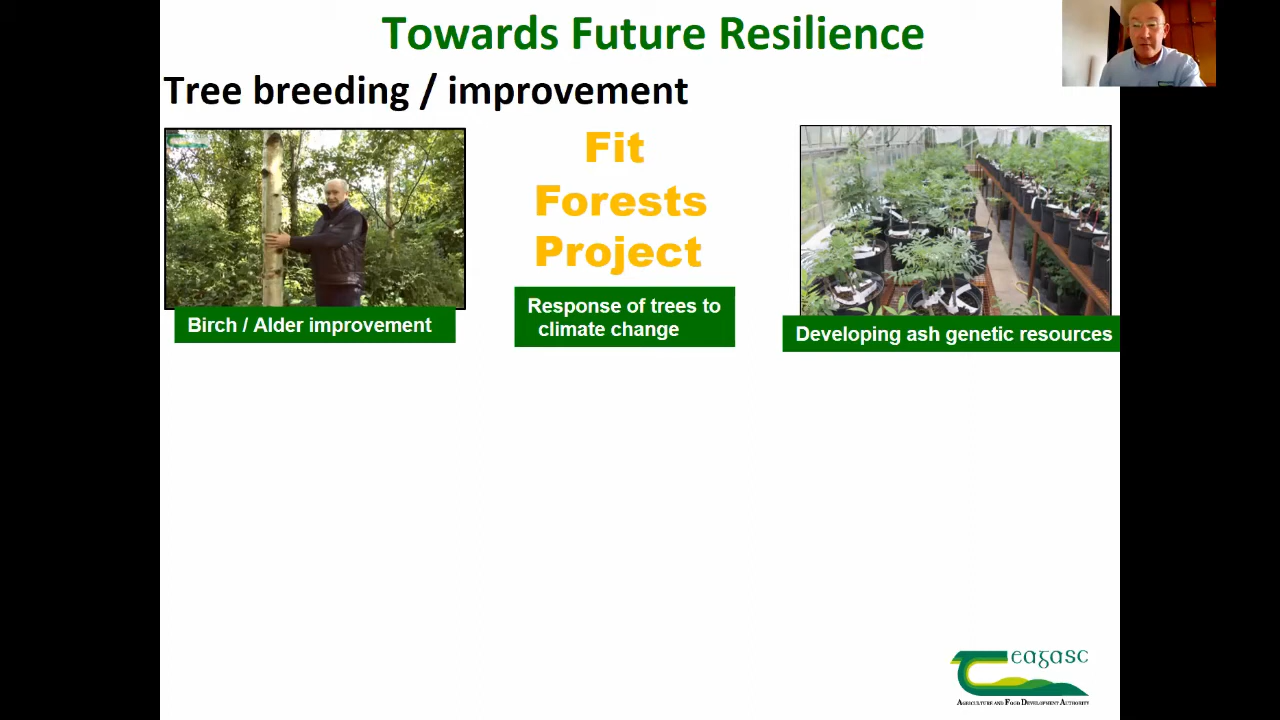 Towards Future Resilience
Tree breeding / improvement
Fit
Forests
Project
Birch / Alder improvement
Response of trees to
climate change
Developing ash genetic resources
eagasc
Agriculture and Food Development Authority